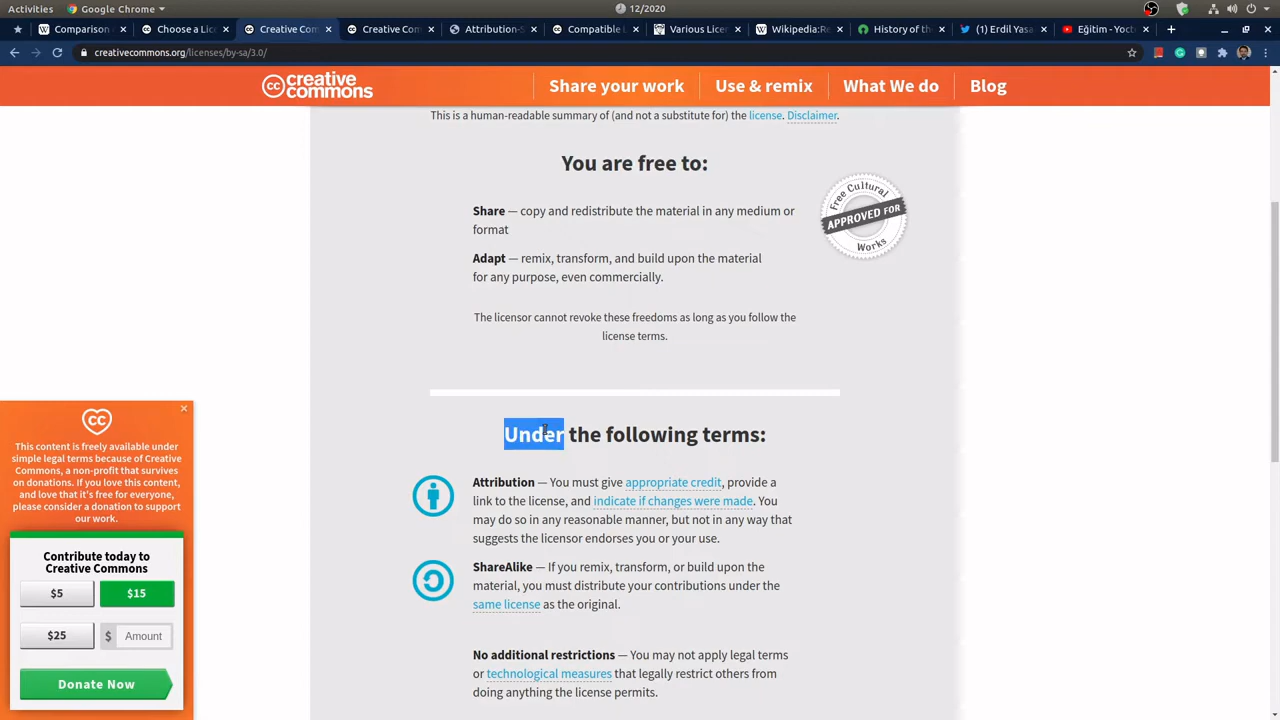 Activities
Google Chrome
12/2020
Comparison
Choose a Lic
Creative Com
Creative Com
Attribution-S
Compatible L
Various Licen
Wikipedia:Re
History of the
(1) Erdil Yasa
Eğitim - Yoct
creativecommons.org/licenses/by-sa/3.0/
cc creative commons
Share your work
Use & remix
What We do
Blog
This is a human-readable summary of (and not a substitute for) the license. Disclaimer.
You are free to:
Share — copy and redistribute the material in any medium or
format
Adapt — remix, transform, and build upon the material
for any purpose, even commercially.
Free Cultural
APPROVED FOR
Works
The licensor cannot revoke these freedoms as long as you follow the
license terms.
Under the following terms:
Attribution — You must give appropriate credit, provide a
link to the license, and indicate if changes were made. You
may do so in any reasonable manner, but not in any way that
suggests the licensor endorses you or your use.
ShareAlike — If you remix, transform, or build upon the
material, you must distribute your contributions under the
same license as the original.
No additional restrictions — You may not apply legal terms
or technological measures that legally restrict others from
doing anything the license permits.
cc
This content is freely available under
simple legal terms because of Creative
Commons, a non-profit that survives
on donations. If you love this content,
and love that it's free for everyone,
please consider a donation to support
our work.
Contribute today to
Creative Commons
$5
$15
$25
$ Amount
Donate Now